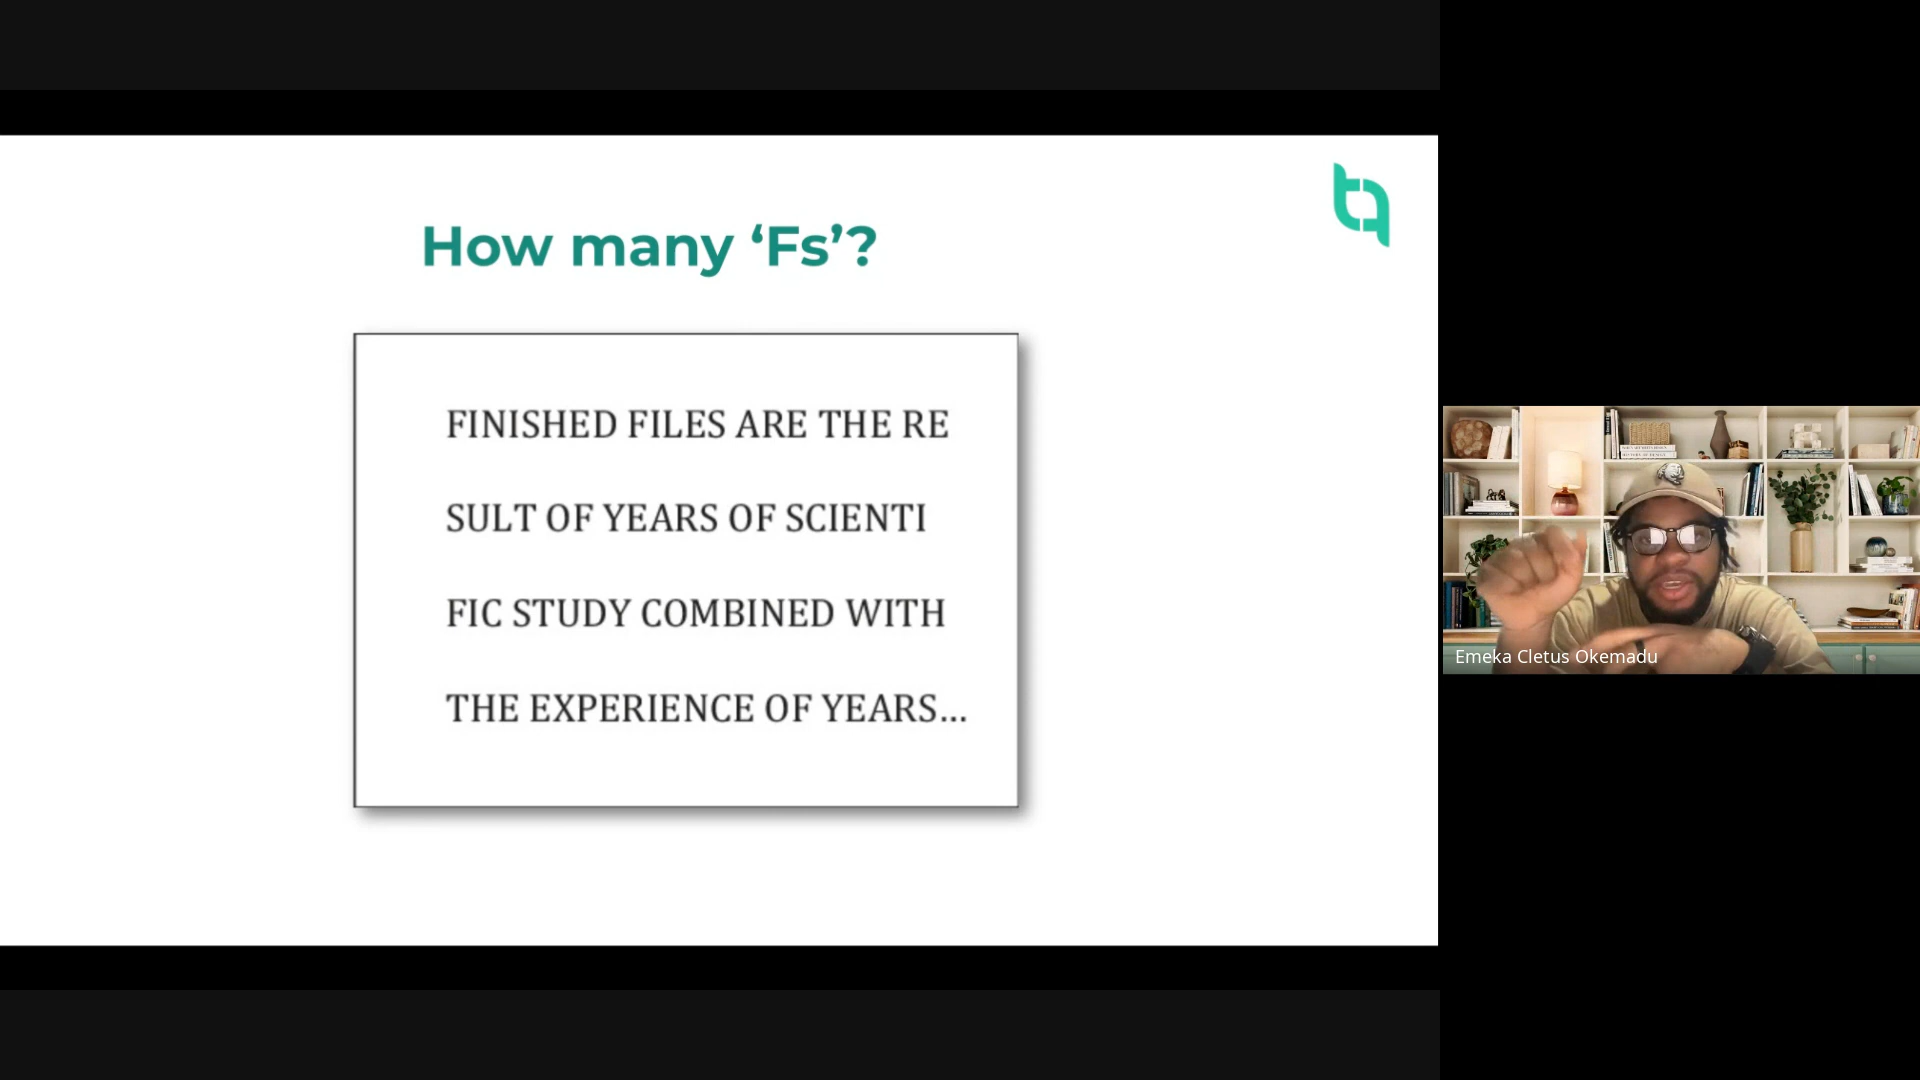 How many ‘Fs’?
FINISHED FILES ARE THE RE
SULT OF YEARS OF SCIENTI
FIC STUDY COMBINED WITH
THE EXPERIENCE OF YEARS...
Emeka Cletus Okemadu